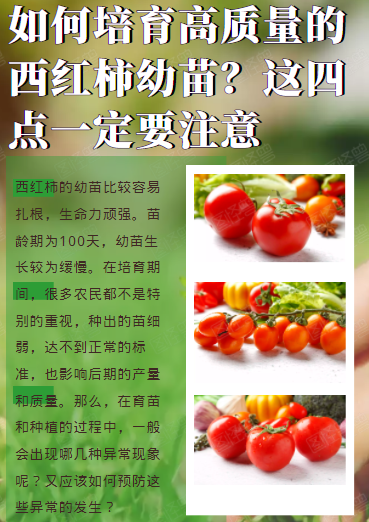 如何培育高质量的
西红柿幼苗？这四
点一定要注意
西红柿的幼苗比较容易
扎根，生命力顽强。苗
龄期为100天，幼苗生
长较为缓慢。在培育期
间，很多农民都不是特
别的重视，种出的苗细
弱，达不到正常的标
准，也影响后期的产量
和质量。那么，在育苗
和种植的过程中，一般
会出现哪几种异常现象
呢？又应该如何预防这
些异常的发生？